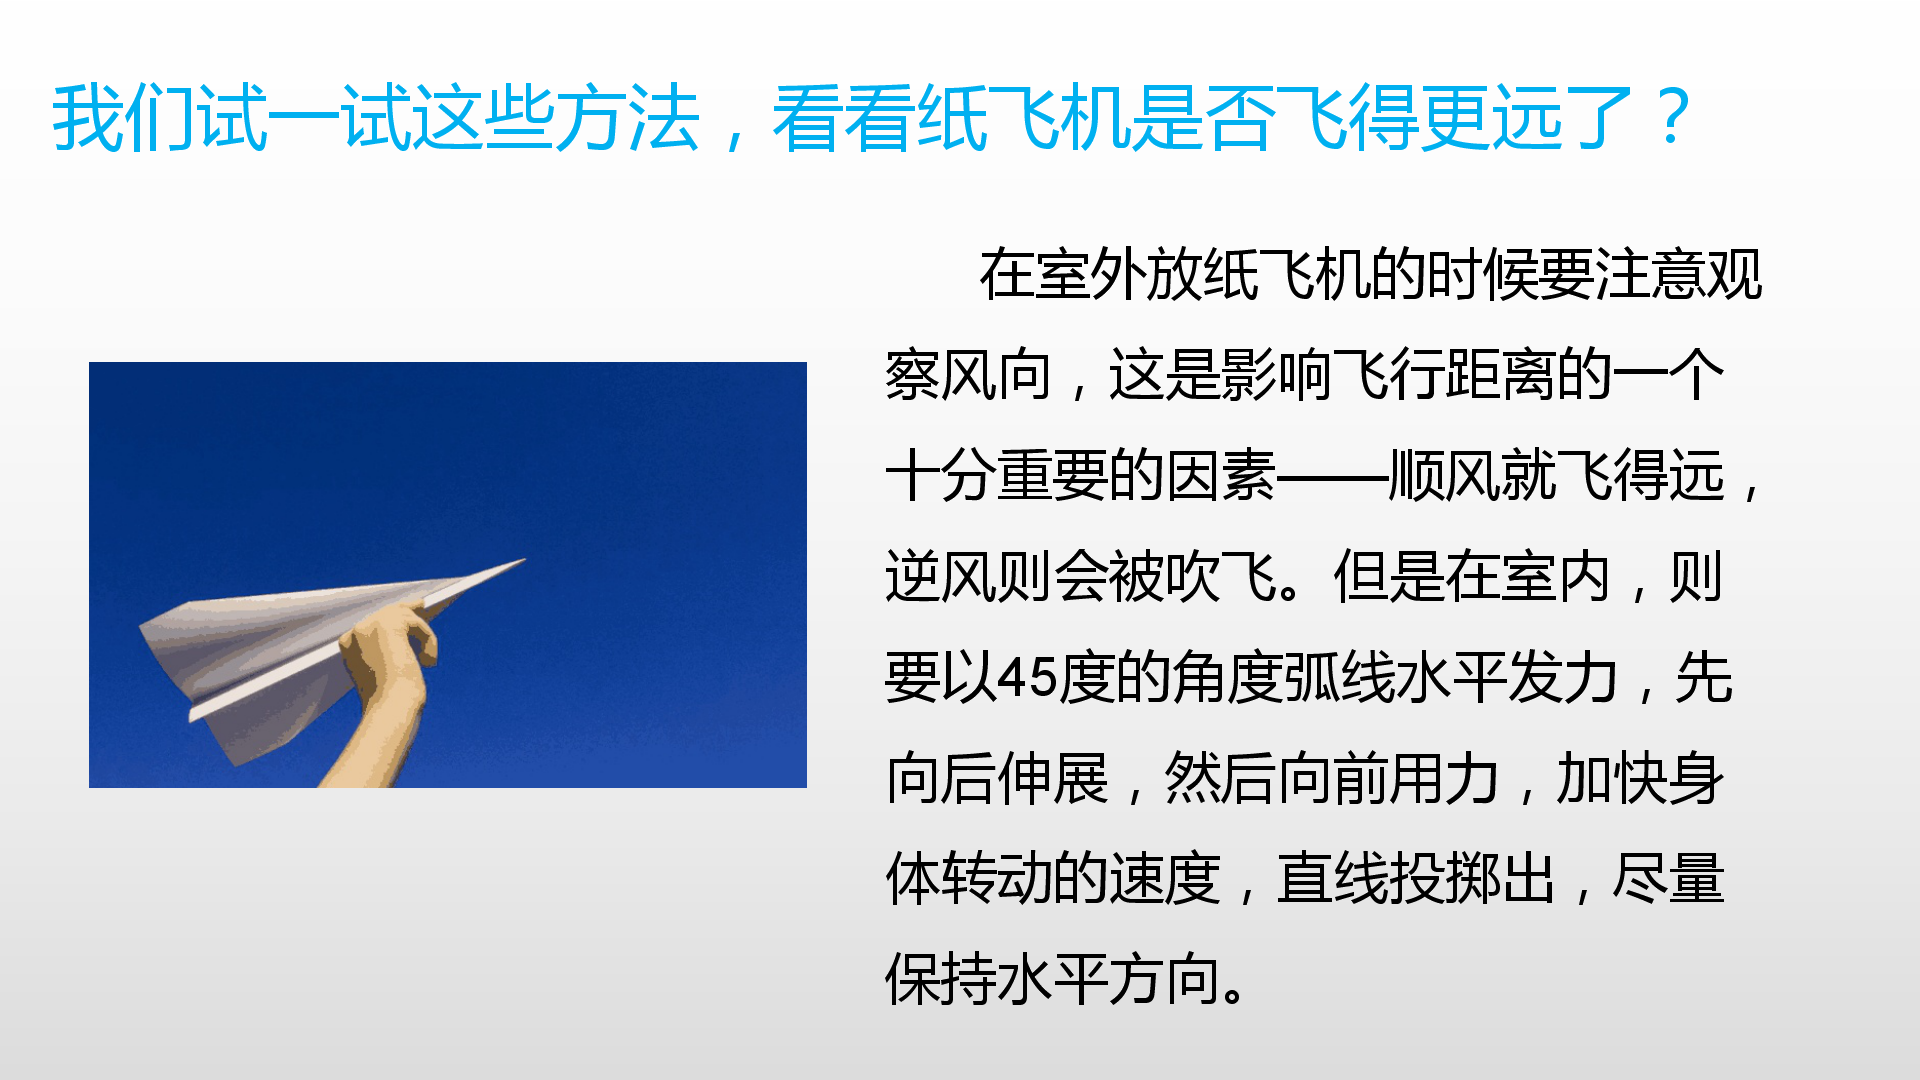 我们试一试这些方法，看看纸飞机是否飞得更远了？
在室外放纸飞机的时候要注意观
察风向，这是影响飞行距离的一个
十分重要的因素——顺风就飞得远，
逆风则会被吹飞。但是在室内，则
要以45度的角度弧线水平发力，先
向后伸展，然后向前用力，加快身
体转动的速度，直线投掷出，尽量
保持水平方向。